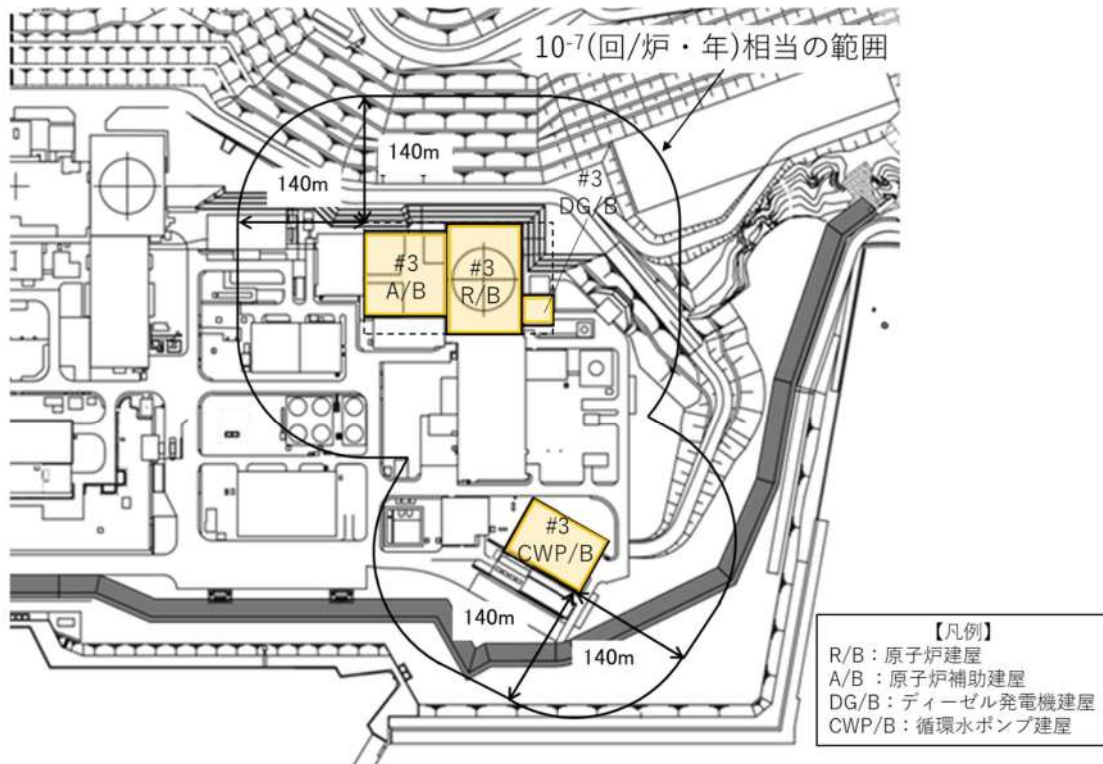 10⁻⁷(回/炉・年)相当の範囲
140m
140m
#3
DG/B
#3
A/B
#3
R/B
#3
CWP/B
140m
140m
【凡例】
R/B：原子炉建屋
A/B ：原子炉補助建屋
DG/B：ディーゼル発電機建屋
CWP/B：循環水ポンプ建屋